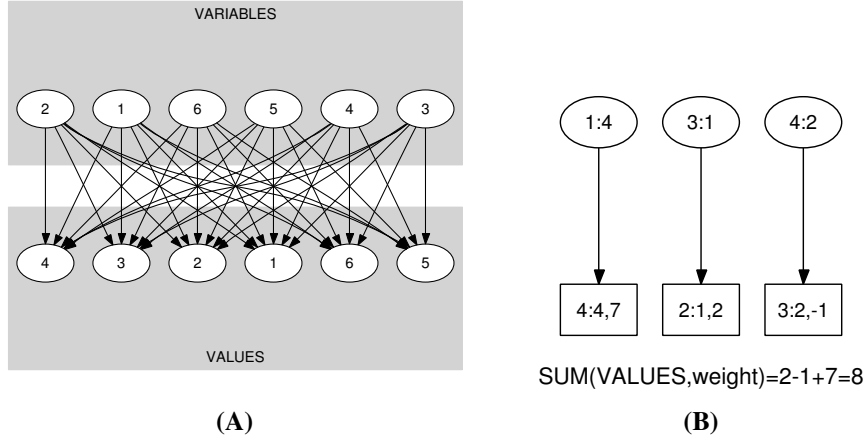 VARIABLES
2 1 6 5 4 3
4 3 2 1 6 5
VALUES
(A)
1:4 3:1 4:2
4:4,7 2:1,2 3:2,-1
SUM(VALUES,weight)=2-1+7=8
(B)